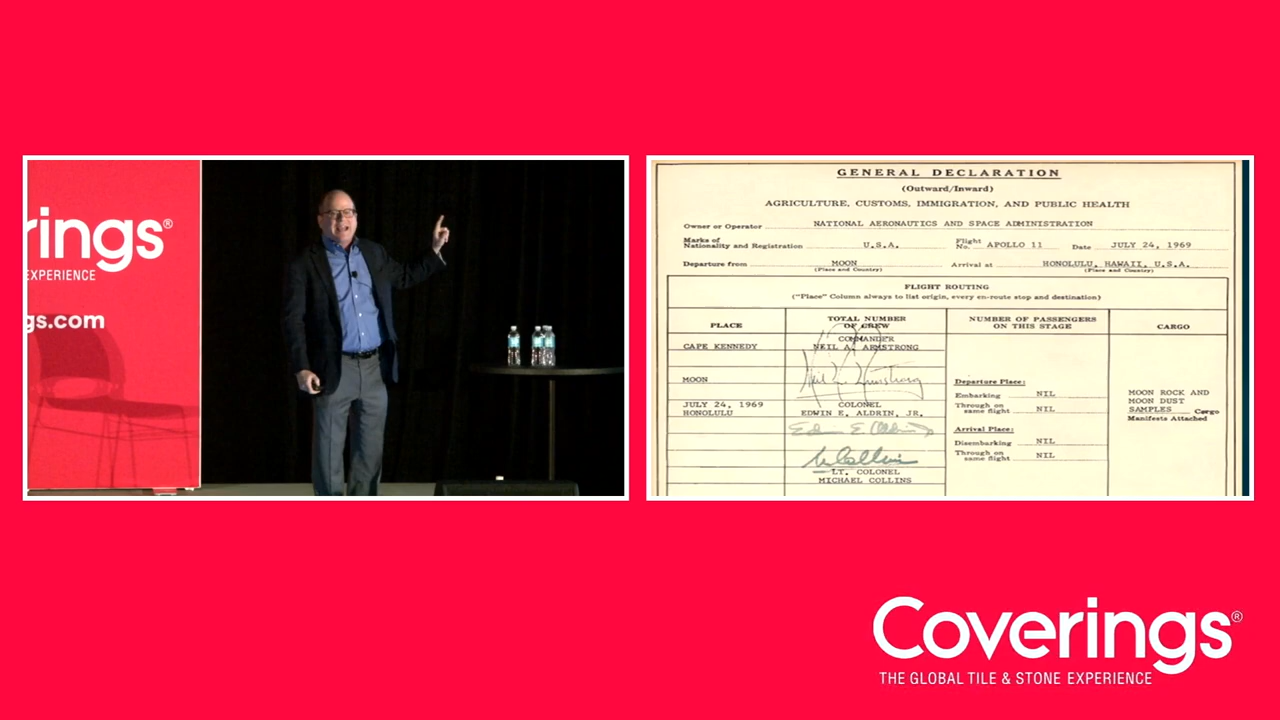 rings®
EXPERIENCE
gs.com
GENERAL DECLARATION
(Outward/Inward)
AGRICULTURE, CUSTOMS, IMMIGRATION, AND PUBLIC HEALTH
Owner or Operator NATIONAL AERONAUTICS AND SPACE ADMINISTRATION
Marks of
Nationality and Registration U.S.A. Flight No. APOLLO 11 Date JULY 24, 1969
Departure from MOON Arrival at HONOLULU, HAWAII, U.S.A.
(Place and Country) (Place and Country)
FLIGHT ROUTING
("Place" Column always to list origin, every en-route stop and destination)
PLACE
TOTAL NUMBER
OF CREW
NUMBER OF PASSENGERS
ON THIS STAGE
CARGO
CAPE KENNEDY
MOON
JULY 24, 1969
HONOLULU
COMMANDER
NEIL A. ARMSTRONG
Neil A. Armstrong
COLONEL
EDWIN E. ALDRIN, JR.
Edwin E. Aldrin Jr
M Collins
LT. COLONEL
MICHAEL COLLINS
Departure Place:
Embarking NIL
Through on
same flight NIL
Arrival Place:
Disembarking NIL
Through on
same flight NIL
MOON ROCK AND
MOON DUST
SAMPLES Cargo
Manifests Attached
Coverings®
THE GLOBAL TILE & STONE EXPERIENCE